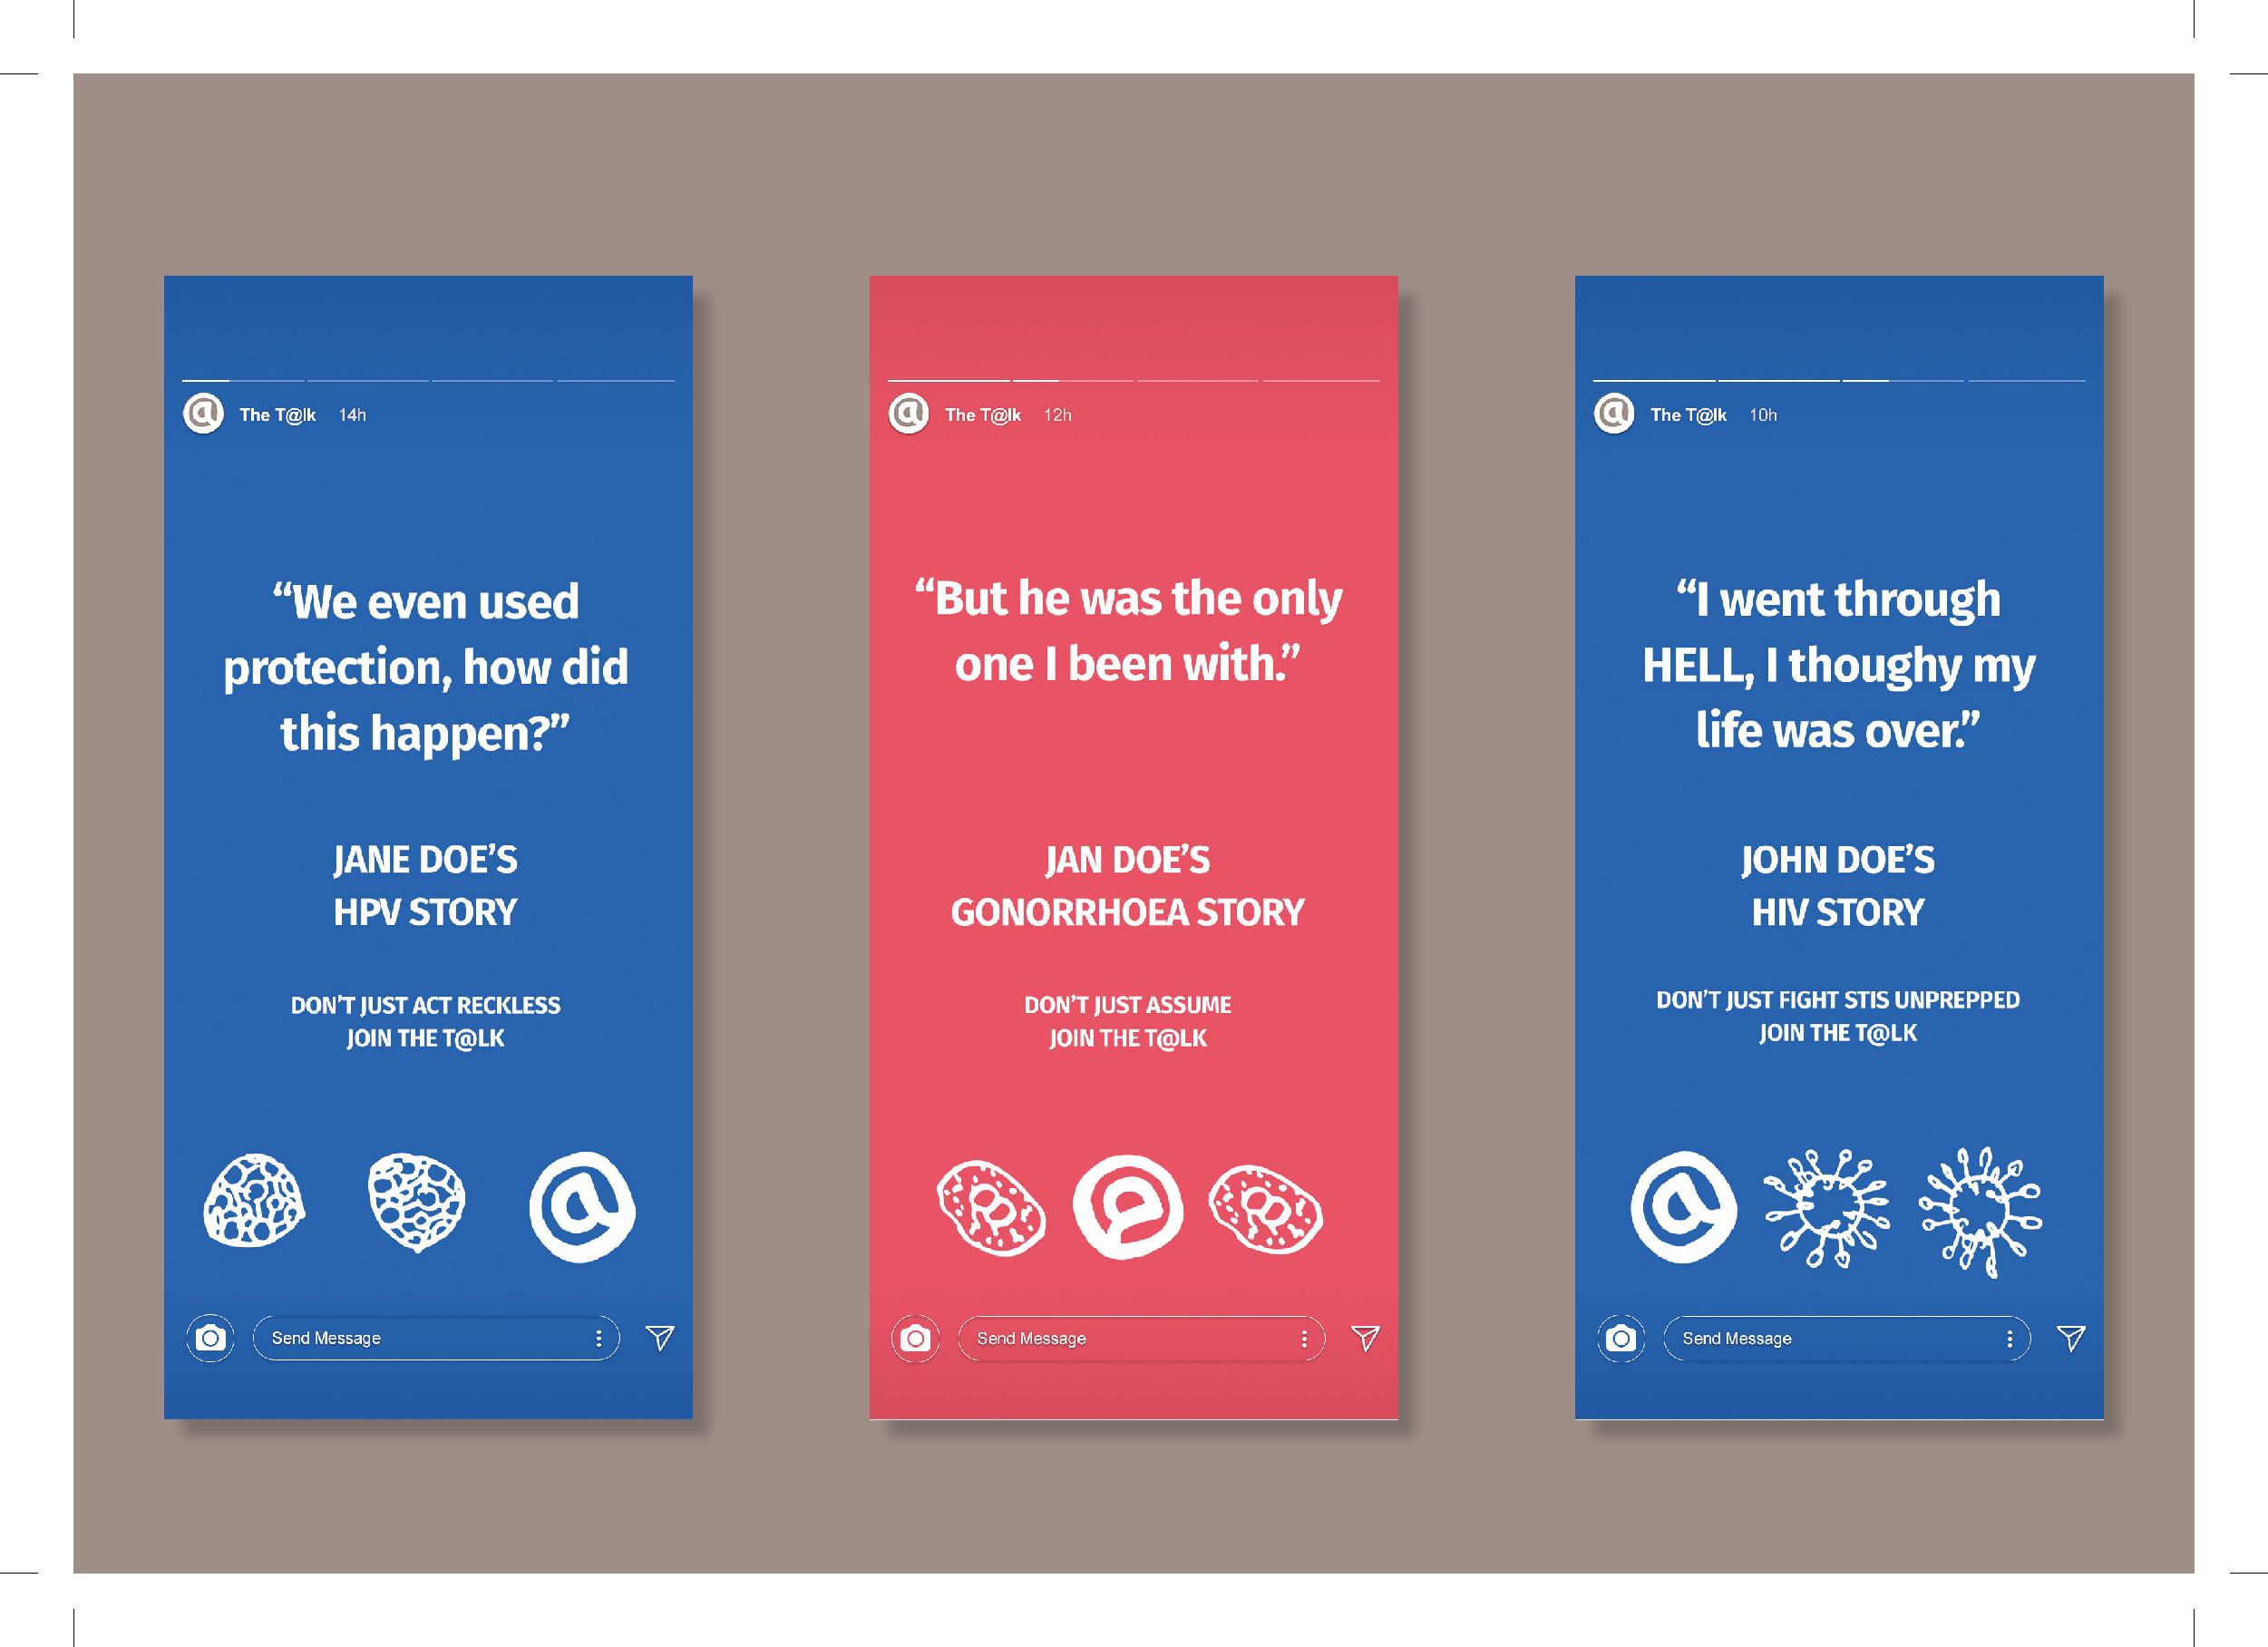 The T@lk 14h
“We even used
protection, how did
this happen?”
JANE DOE’S
HPV STORY
DON’T JUST ACT RECKLESS
JOIN THE T@LK
@
Send Message
The T@lk 12h
“But he was the only
one I been with.”
JAN DOE’S
GONORRHOEA STORY
DON’T JUST ASSUME
JOIN THE T@LK
Send Message
The T@lk 10h
“I went through
HELL, I thoughy my
life was over.”
JOHN DOE’S
HIV STORY
DON’T JUST FIGHT STIS UNPREPPED
JOIN THE T@LK
@
Send Message